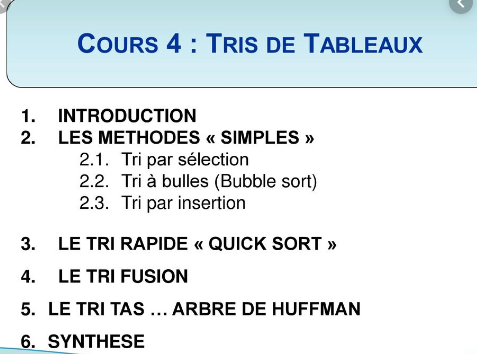 COURS 4 : TRIS DE TABLEAUX
1. INTRODUCTION
2. LES METHODES « SIMPLES »
2.1. Tri par sélection
2.2. Tri à bulles (Bubble sort)
2.3. Tri par insertion
3. LE TRI RAPIDE « QUICK SORT »
4. LE TRI FUSION
5. LE TRI TAS ... ARBRE DE HUFFMAN
6. SYNTHESE